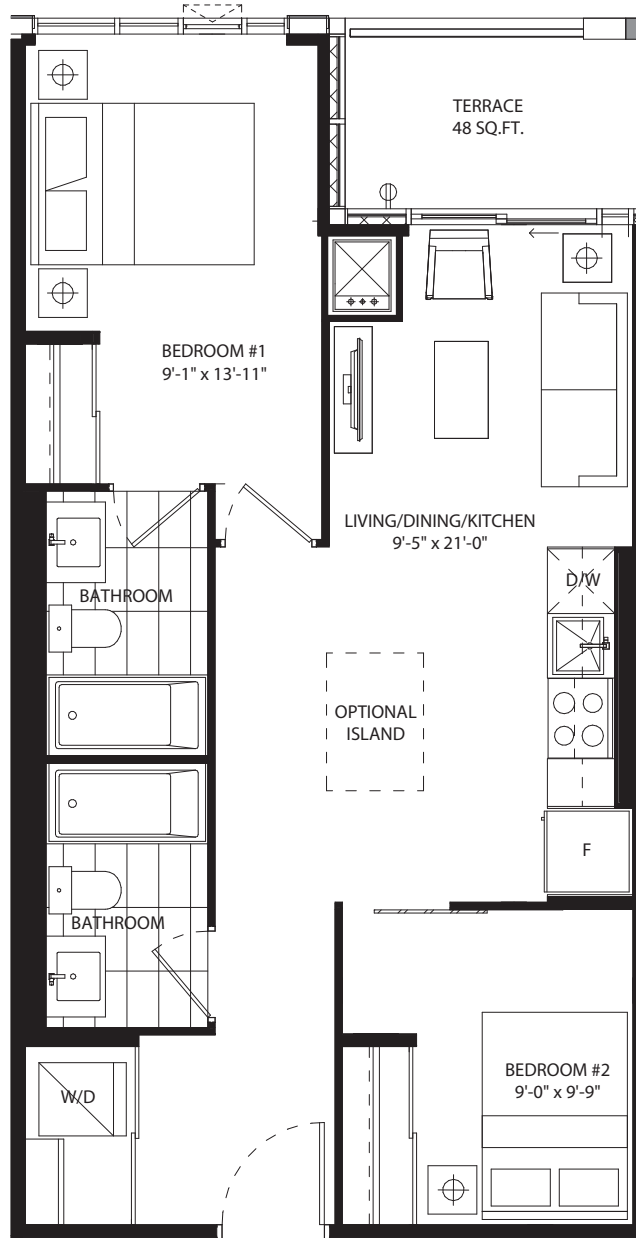 TERRACE
48 SQ.FT.
BEDROOM #1
9'-1" x 13'-11"
LIVING/DINING/KITCHEN
9'-5" x 21'-0"
D/W
BATHROOM
OPTIONAL
ISLAND
F
BATHROOM
BEDROOM #2
9'-0" x 9'-9"
W/D